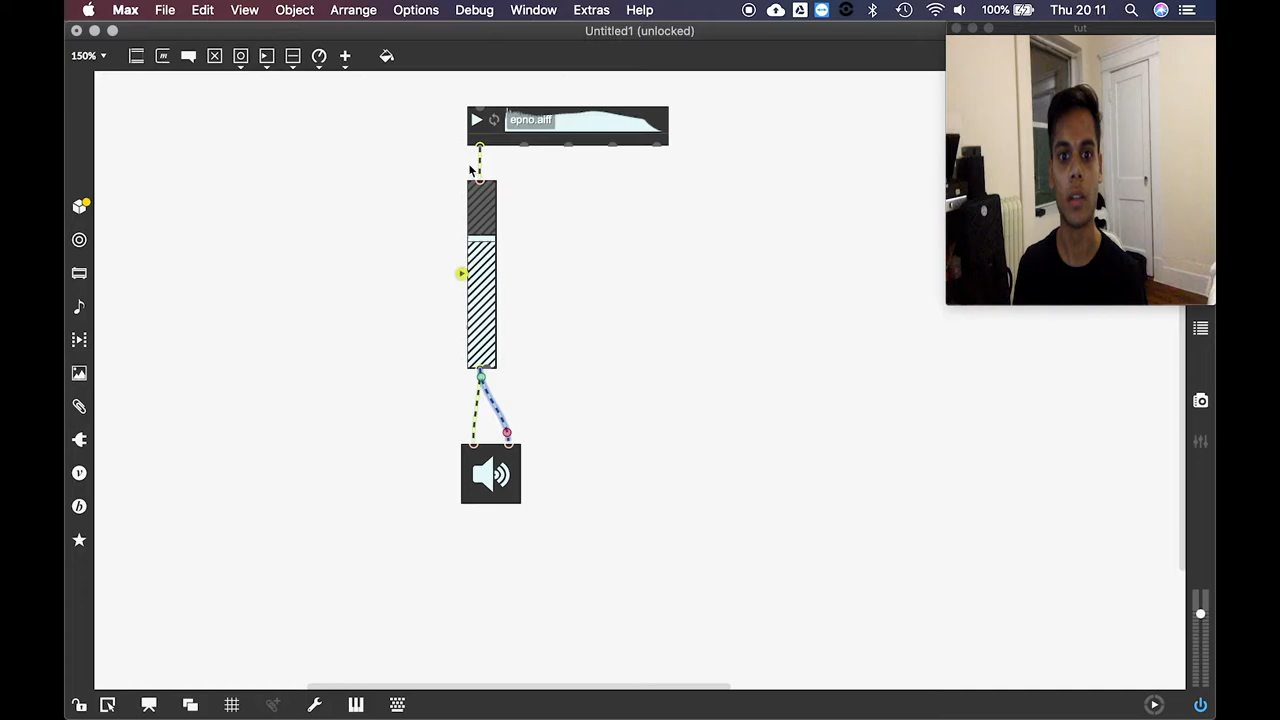 Max File Edit View Object Arrange Options Debug Window Extras Help 100% Thu 20 11
Untitled1 (unlocked)
tut
150%
m
epno.aiff
v
b